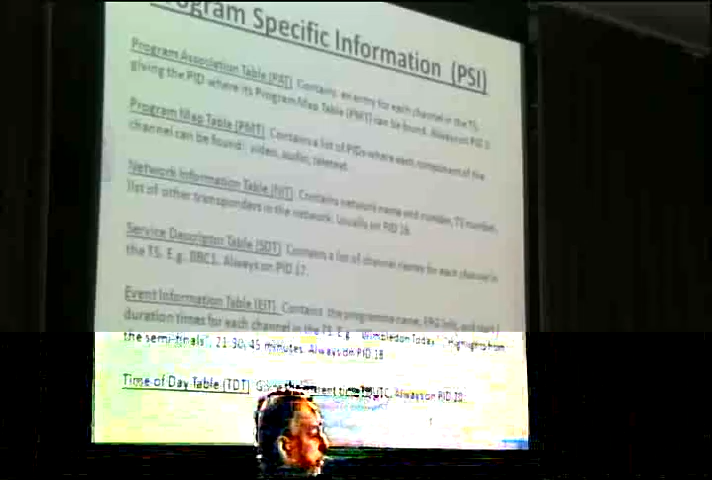 Program Specific Information (PSI)
Program Association Table (PAT) Contains an entry for each channel in the TS,
giving the PID where its Program Map Table (PMT) can be found. Always on PID 0
Program Map Table (PMT) Contains a list of PIDs where each component of the
channel can be found: video, audio, teletext.
Network Information Table (NIT) Contains network name and number, TS number,
list of other transponders in the network. Usually on PID 16.
Service Descriptor Table (SDT) Contains a list of channel names for each channel in
the TS. E.g. BBC1. Always on PID 17.
Event Information Table (EIT) Contains the programme name, EPG info, and start/
duration times for each channel in the TS. E.g. "Wimbledon Today", "Highlights from
the semi-finals", 21:30, 45 minutes. Always on PID 18
Time of Day Table (TDT) the current time UTC. Always on PID 20.